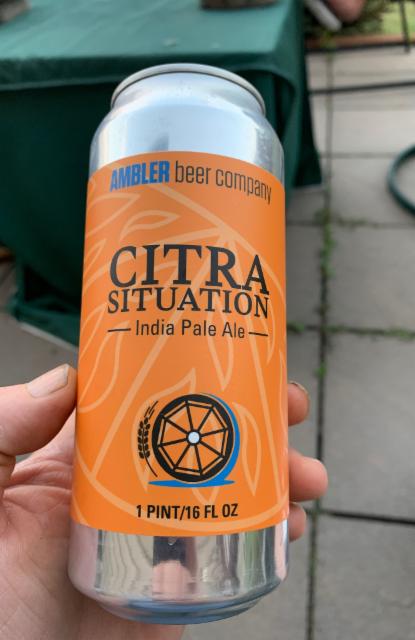 AMBLER beer company
CITRA
SITUATION
India Pale Ale
1 PINT/16 FL OZ